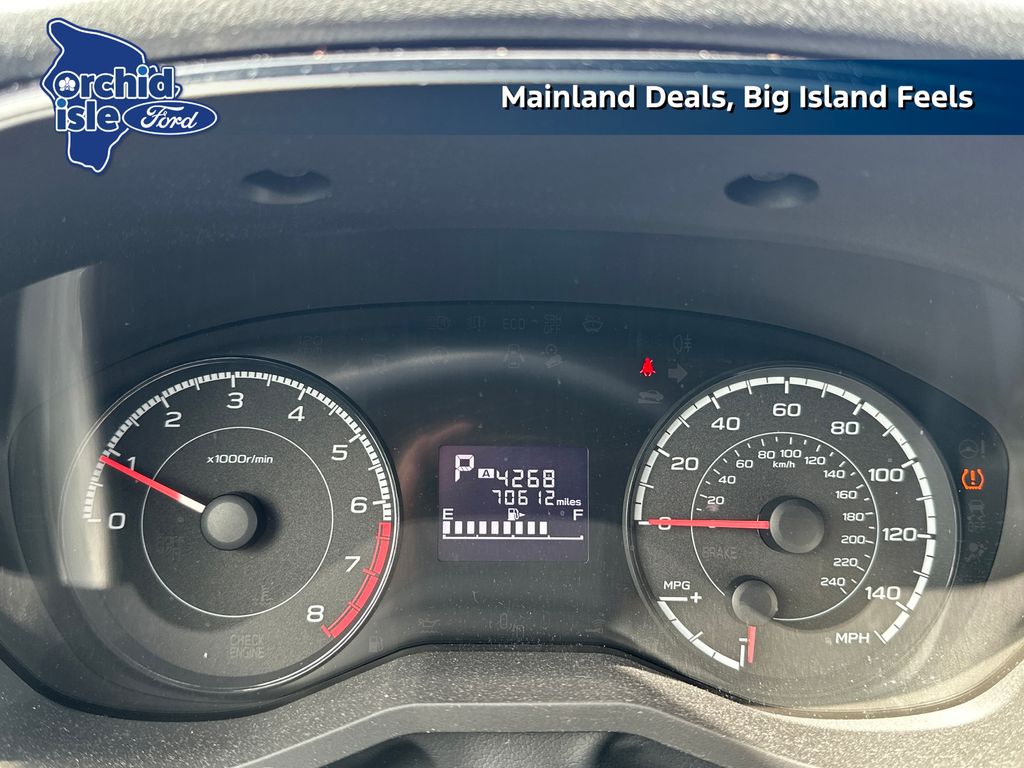 Orchid
isle Ford
Mainland Deals, Big Island Feels
ECO
0 1 2 3 4 5 6 7 8
x1000r/min
CHECK
ENGINE
P A 4268
70612 miles
E F
0 20 40 60 80 100 120 140
MPH
20 40 60 80 100 120 140 160 180 200 220 240
km/h
BRAKE
MPG
+
-